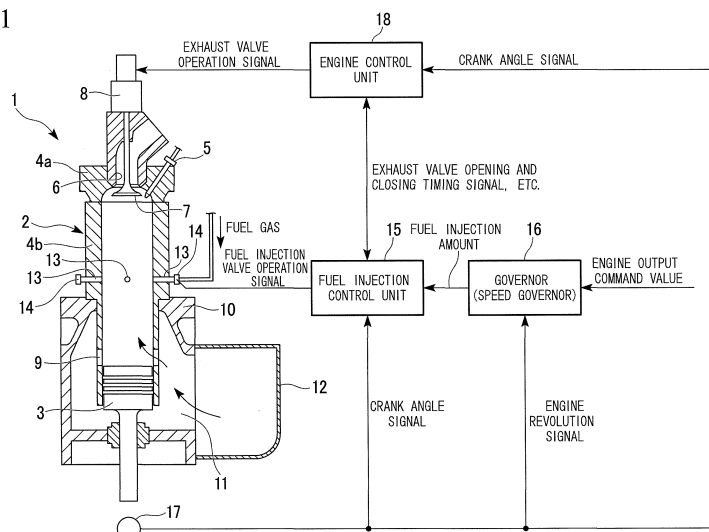 1
18
EXHAUST VALVE
OPERATION SIGNAL
ENGINE CONTROL
UNIT
CRANK ANGLE SIGNAL
8
1
5
4a
6
7
EXHAUST VALVE OPENING AND
CLOSING TIMING SIGNAL, ETC.
2
4b
FUEL GAS
14
13
FUEL INJECTION
VALVE OPERATION
SIGNAL
15
FUEL INJECTION
AMOUNT
16
13
13
14
FUEL INJECTION
CONTROL UNIT
GOVERNOR
(SPEED GOVERNOR)
ENGINE OUTPUT
COMMAND VALUE
10
9
12
3
CRANK ANGLE
SIGNAL
ENGINE
REVOLUTION
SIGNAL
11
17